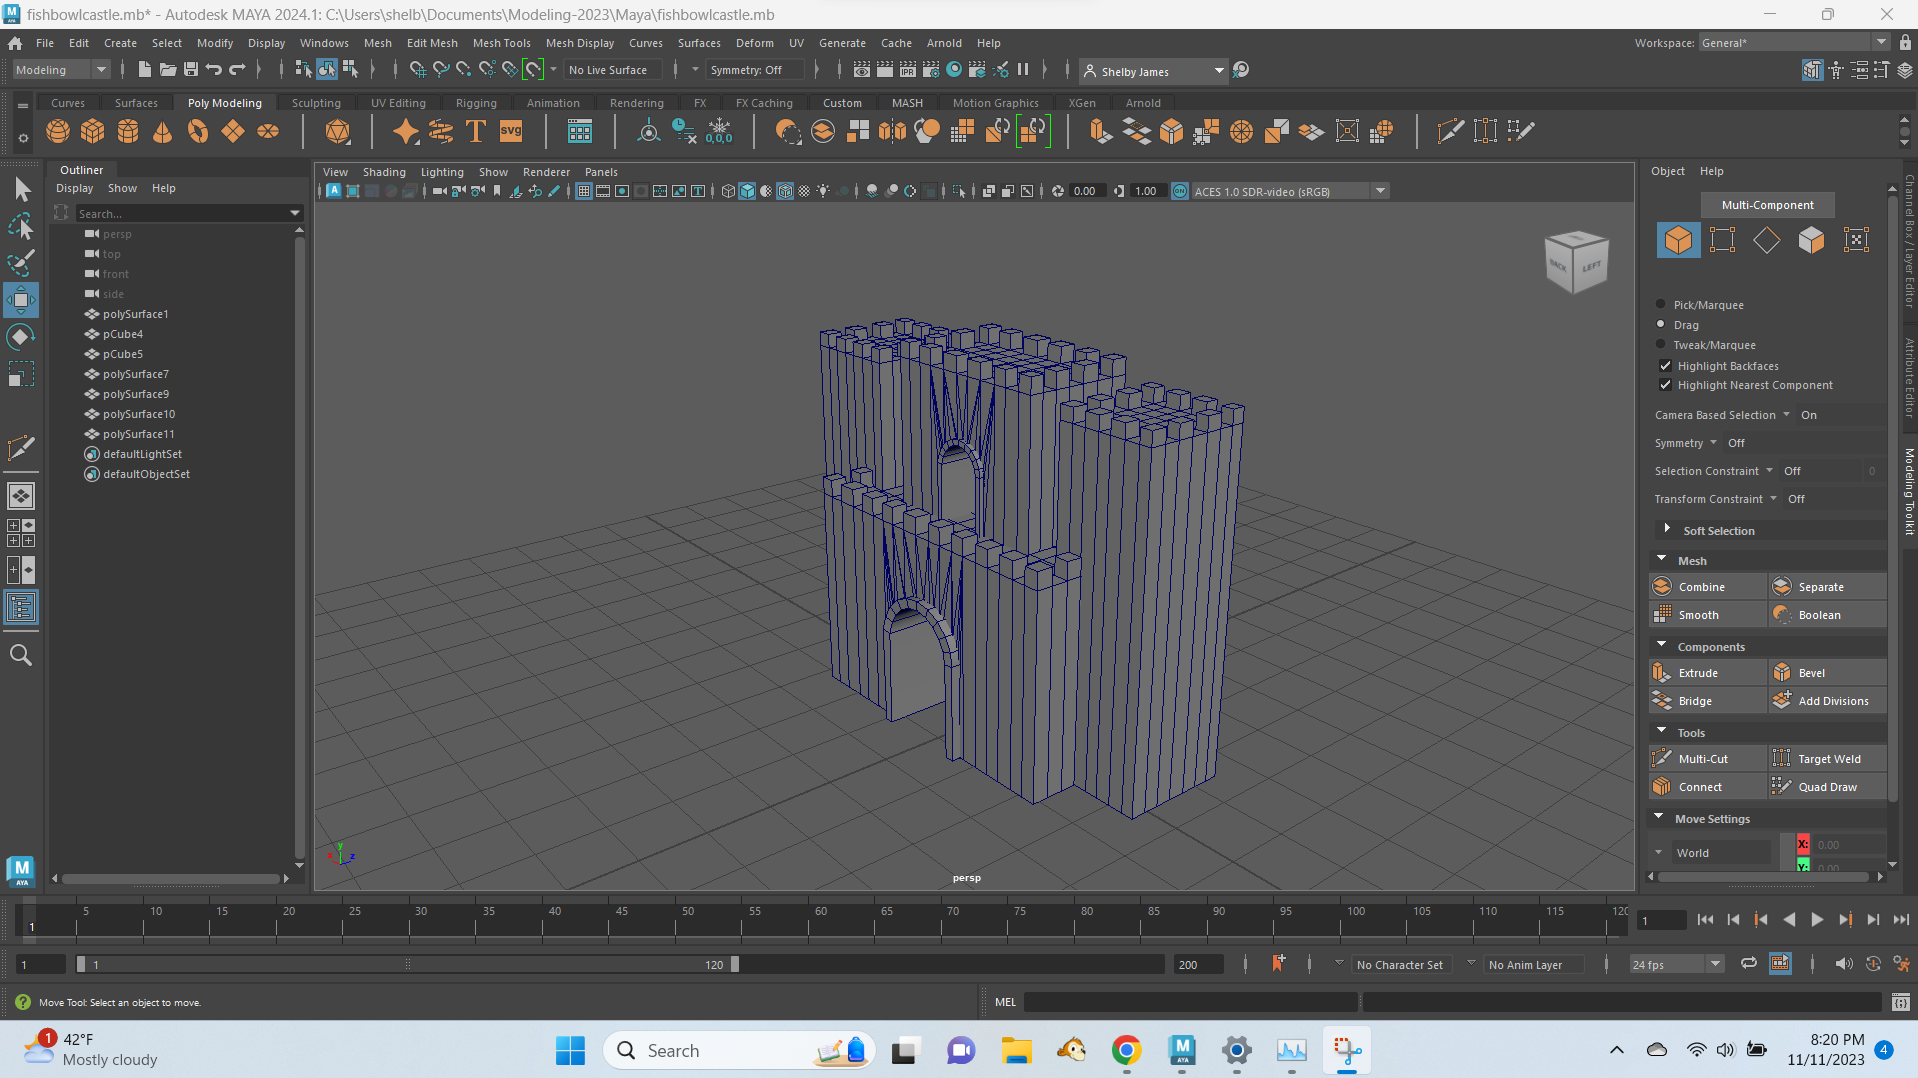 fishbowlcastle.mb* - Autodesk MAYA 2024.1: C:\Users\shelb\Documents\Modeling-2023\Maya\fishbowlcastle.mb
File Edit Create Select Modify Display Windows Mesh Edit Mesh Mesh Tools Mesh Display Curves Surfaces Deform UV Generate Cache Arnold Help
Workspace: General*
Modeling No Live Surface Symmetry: Off Shelby James
Curves Surfaces Poly Modeling Sculpting UV Editing Rigging Animation Rendering FX FX Caching Custom MASH Motion Graphics XGen Arnold
Outliner
Display Show Help
Search...
persp
top
front
side
polySurface1
pCube4
pCube5
polySurface7
polySurface9
polySurface10
polySurface11
defaultLightSet
defaultObjectSet
View Shading Lighting Show Renderer Panels
0.00 1.00 ACES 1.0 SDR-video (sRGB)
BACK LEFT
persp
Object Help
Multi-Component
Pick/Marquee
Drag
Tweak/Marquee
Highlight Backfaces
Highlight Nearest Component
Camera Based Selection On
Symmetry Off
Selection Constraint Off 0
Transform Constraint Off
Soft Selection
Mesh
Combine Separate
Smooth Boolean
Components
Extrude Bevel
Bridge Add Divisions
Tools
Multi-Cut Target Weld
Connect Quad Draw
Move Settings
World X: 0.00
Y: 0.00
Channel Box / Layer Editor
Attribute Editor
Modeling Toolkit
5 10 15 20 25 30 35 40 45 50 55 60 65 70 75 80 85 90 95 100 105 110 115 120
1 1
1 1 120 200 No Character Set No Anim Layer 24 fps
Move Tool: Select an object to move. MEL
1 42°F
Mostly cloudy
Search
8:20 PM
11/11/2023 4